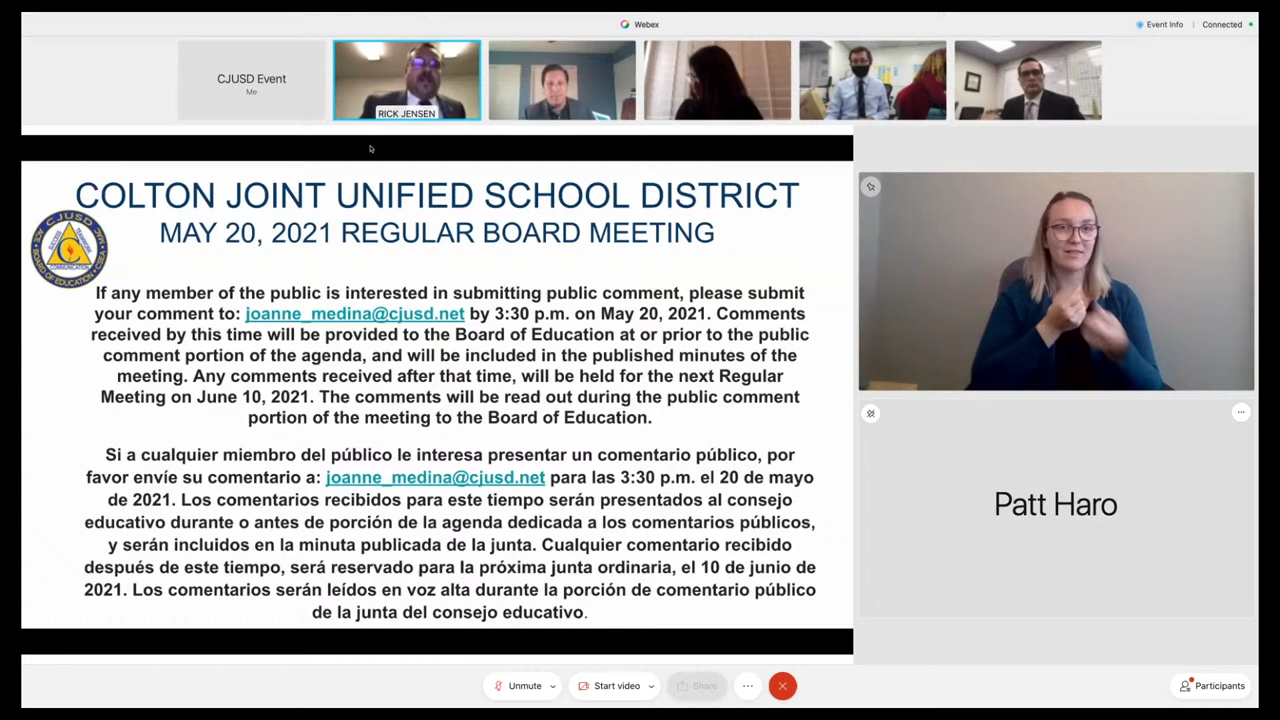 Webex
Event Info
Connected
CJUSD Event
Me
RICK JENSEN
COLTON JOINT UNIFIED SCHOOL DISTRICT
MAY 20, 2021 REGULAR BOARD MEETING
CJUSD
SUCCESS
TEAMWORK
COMMUNICATION
ACE BOARD OF EDUCATION CSEA
MAC
If any member of the public is interested in submitting public comment, please submit
your comment to: joanne_medina@cjusd.net by 3:30 p.m. on May 20, 2021. Comments
received by this time will be provided to the Board of Education at or prior to the public
comment portion of the agenda, and will be included in the published minutes of the
meeting. Any comments received after that time, will be held for the next Regular
Meeting on June 10, 2021. The comments will be read out during the public comment
portion of the meeting to the Board of Education.
Si a cualquier miembro del público le interesa presentar un comentario público, por
favor envíe su comentario a: joanne_medina@cjusd.net para las 3:30 p.m. el 20 de mayo
de 2021. Los comentarios recibidos para este tiempo serán presentados al consejo
educativo durante o antes de porción de la agenda dedicada a los comentarios públicos,
y serán incluidos en la minuta publicada de la junta. Cualquier comentario recibido
después de este tiempo, será reservado para la próxima junta ordinaria, el 10 de junio de
2021. Los comentarios serán leídos en voz alta durante la porción de comentario público
de la junta del consejo educativo.
Patt Haro
Unmute
Start video
Share
Participants